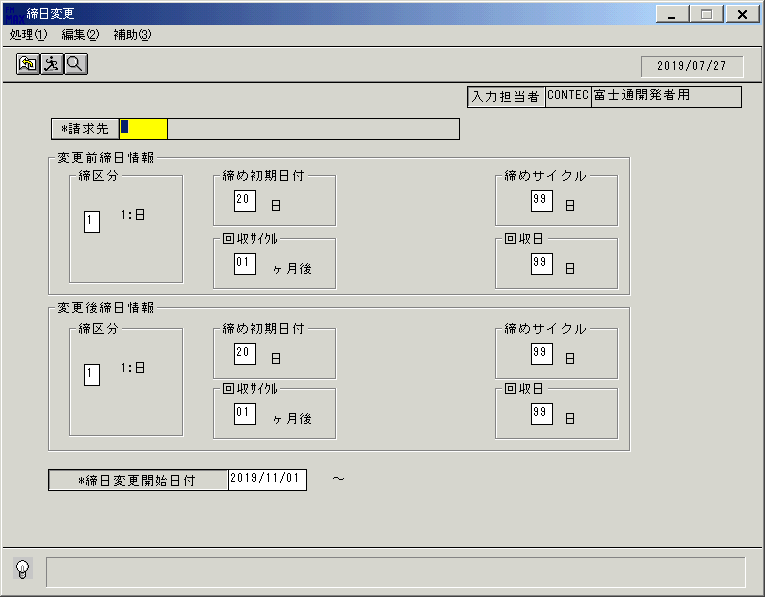 締日変更
処理(1) 編集(2) 補助(3)
2019/07/27
入力担当者 CONTEC 富士通開発者用
*請求先
変更前締日情報
締区分 締め初期日付 締めサイクル
1 1:日 20 日 99 日
回収ｻｲｸﾙ 回収日
01 ヶ月後 99 日
変更後締日情報
締区分 締め初期日付 締めサイクル
1 1:日 20 日 99 日
回収ｻｲｸﾙ 回収日
01 ヶ月後 99 日
*締日変更開始日付 2019/11/01 ～